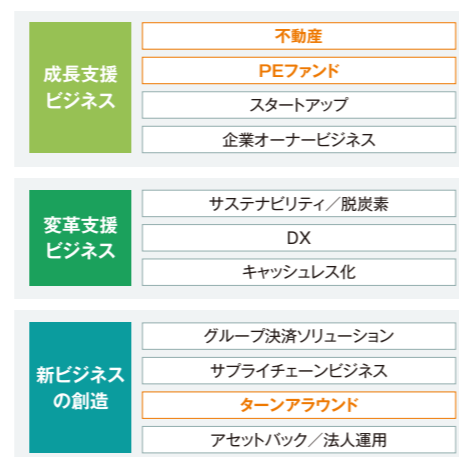 成長支援
ビジネス
不動産
PEファンド
スタートアップ
企業オーナービジネス
変革支援
ビジネス
サステナビリティ／脱炭素
DX
キャッシュレス化
新ビジネス
の創造
グループ決済ソリューション
サプライチェーンビジネス
ターンアラウンド
アセットバック／法人運用